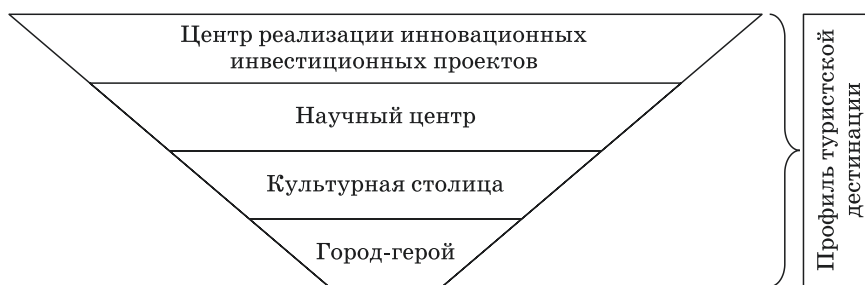 Центр реализации инновационных
инвестиционных проектов
Научный центр
Культурная столица
Город-герой
Профиль туристской
дестинации